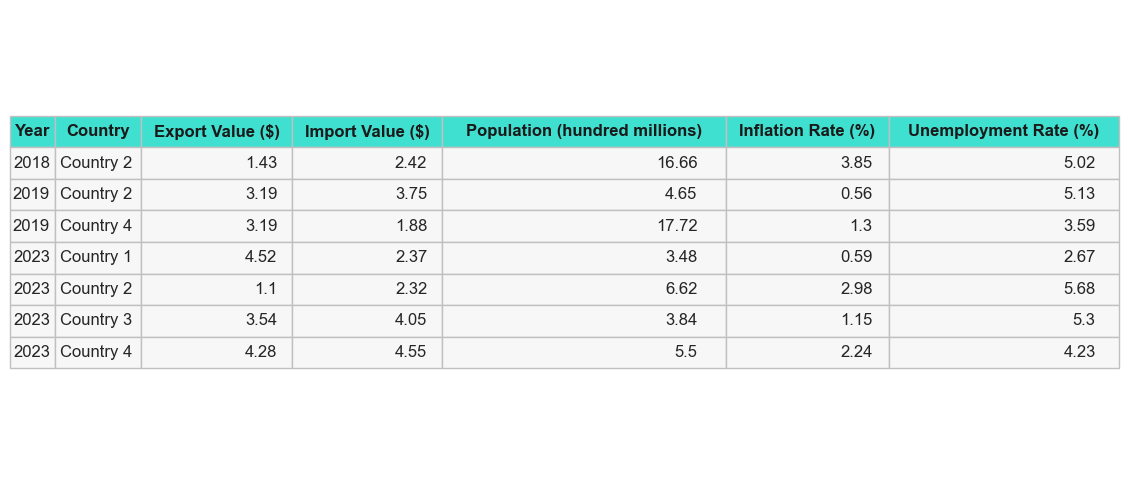 Year Country Export Value ($) Import Value ($) Population (hundred millions) Inflation Rate (%) Unemployment Rate (%)
2018 Country 2 1.43 2.42 16.66 3.85 5.02
2019 Country 2 3.19 3.75 4.65 0.56 5.13
2019 Country 4 3.19 1.88 17.72 1.3 3.59
2023 Country 1 4.52 2.37 3.48 0.59 2.67
2023 Country 2 1.1 2.32 6.62 2.98 5.68
2023 Country 3 3.54 4.05 3.84 1.15 5.3
2023 Country 4 4.28 4.55 5.5 2.24 4.23